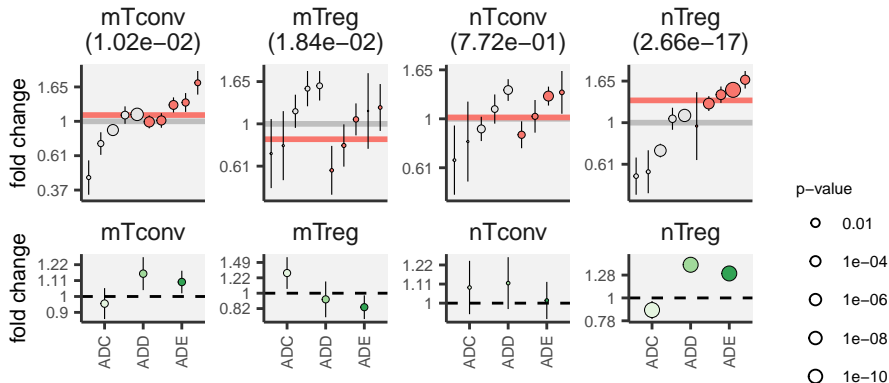 mTconv
(1.02e−02)
mTreg
(1.84e−02)
nTconv
(7.72e−01)
nTreg
(2.66e−17)
fold change
1.65
1
0.61
0.37
1.65
1
0.61
1.65
1
0.61
1.65
1
0.61
mTconv
mTreg
nTconv
nTreg
fold change
1.22
1.11
1
0.9
1.49
1.22
1
0.82
1.22
1.11
1
1.28
1
0.78
ADC
ADD
ADE
ADC
ADD
ADE
ADC
ADD
ADE
ADC
ADD
ADE
p−value
0.01
1e−04
1e−06
1e−08
1e−10